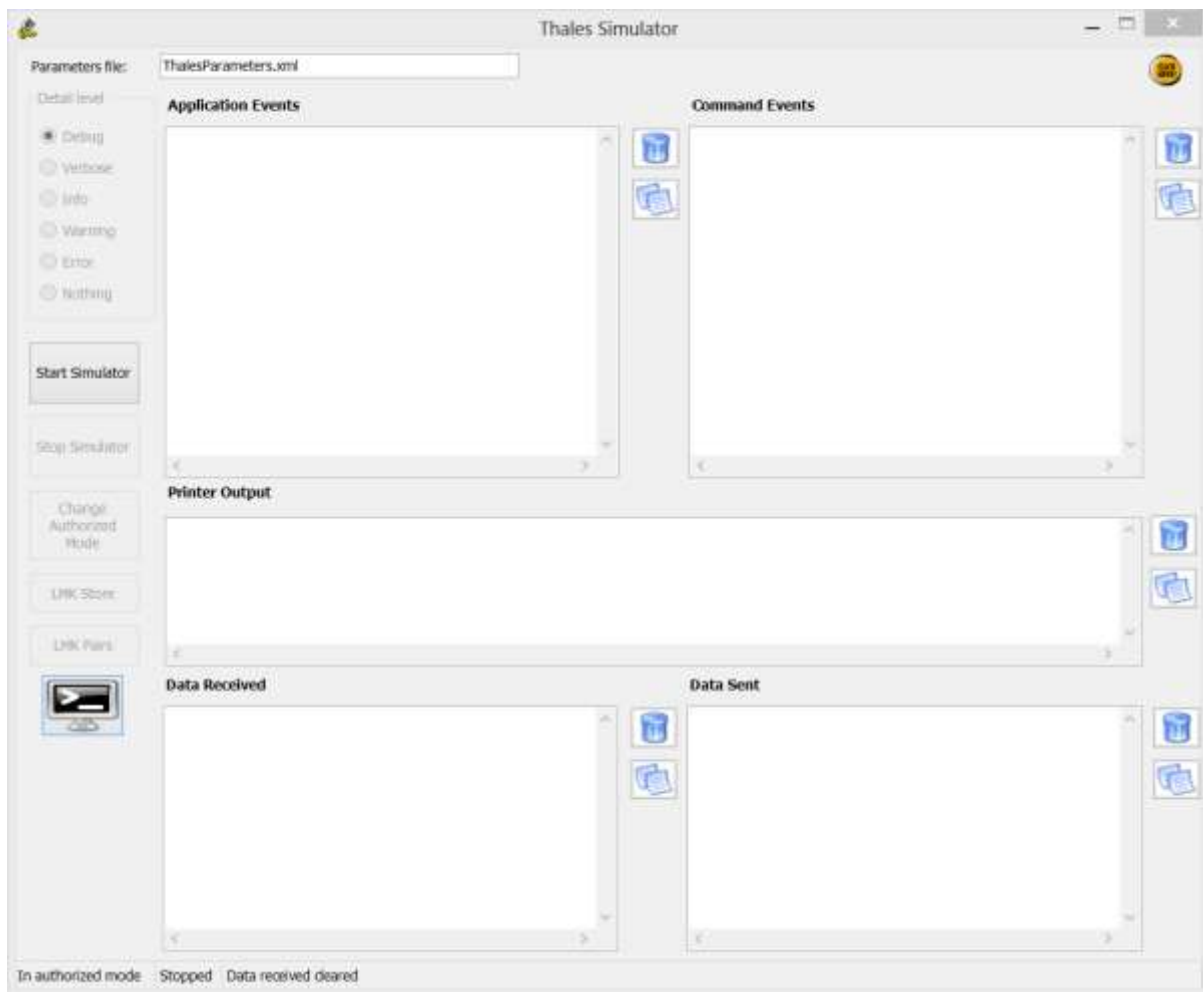 Thales Simulator
Parameters file:
ThalesParameters.xml
Detail level
Debug
Verbose
Info
Warning
Error
Nothing
Application Events
Command Events
Start Simulator
Stop Simulator
Change
Authorized
Mode
LMK Store
LMK Pairs
Printer Output
Data Received
Data Sent
In authorized mode Stopped Data received cleared